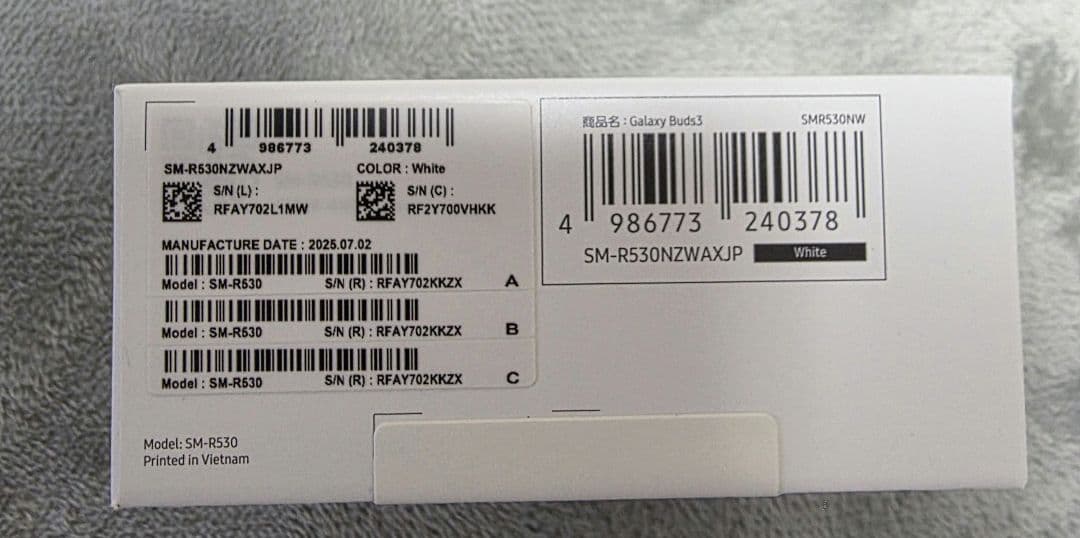 4 986773 240378
SM-R530NZWAXJP COLOR : White
S/N (L) : S/N (C) :
RFAY702L1MW RF2Y700VHKK
MANUFACTURE DATE : 2025.07.02
Model : SM-R530 S/N (R) : RFAY702KKZX A
Model : SM-R530 S/N (R) : RFAY702KKZX B
Model : SM-R530 S/N (R) : RFAY702KKZX C
商品名 : Galaxy Buds3 SMR530NW
4 986773 240378
SM-R530NZWAXJP White
Model: SM-R530
Printed in Vietnam